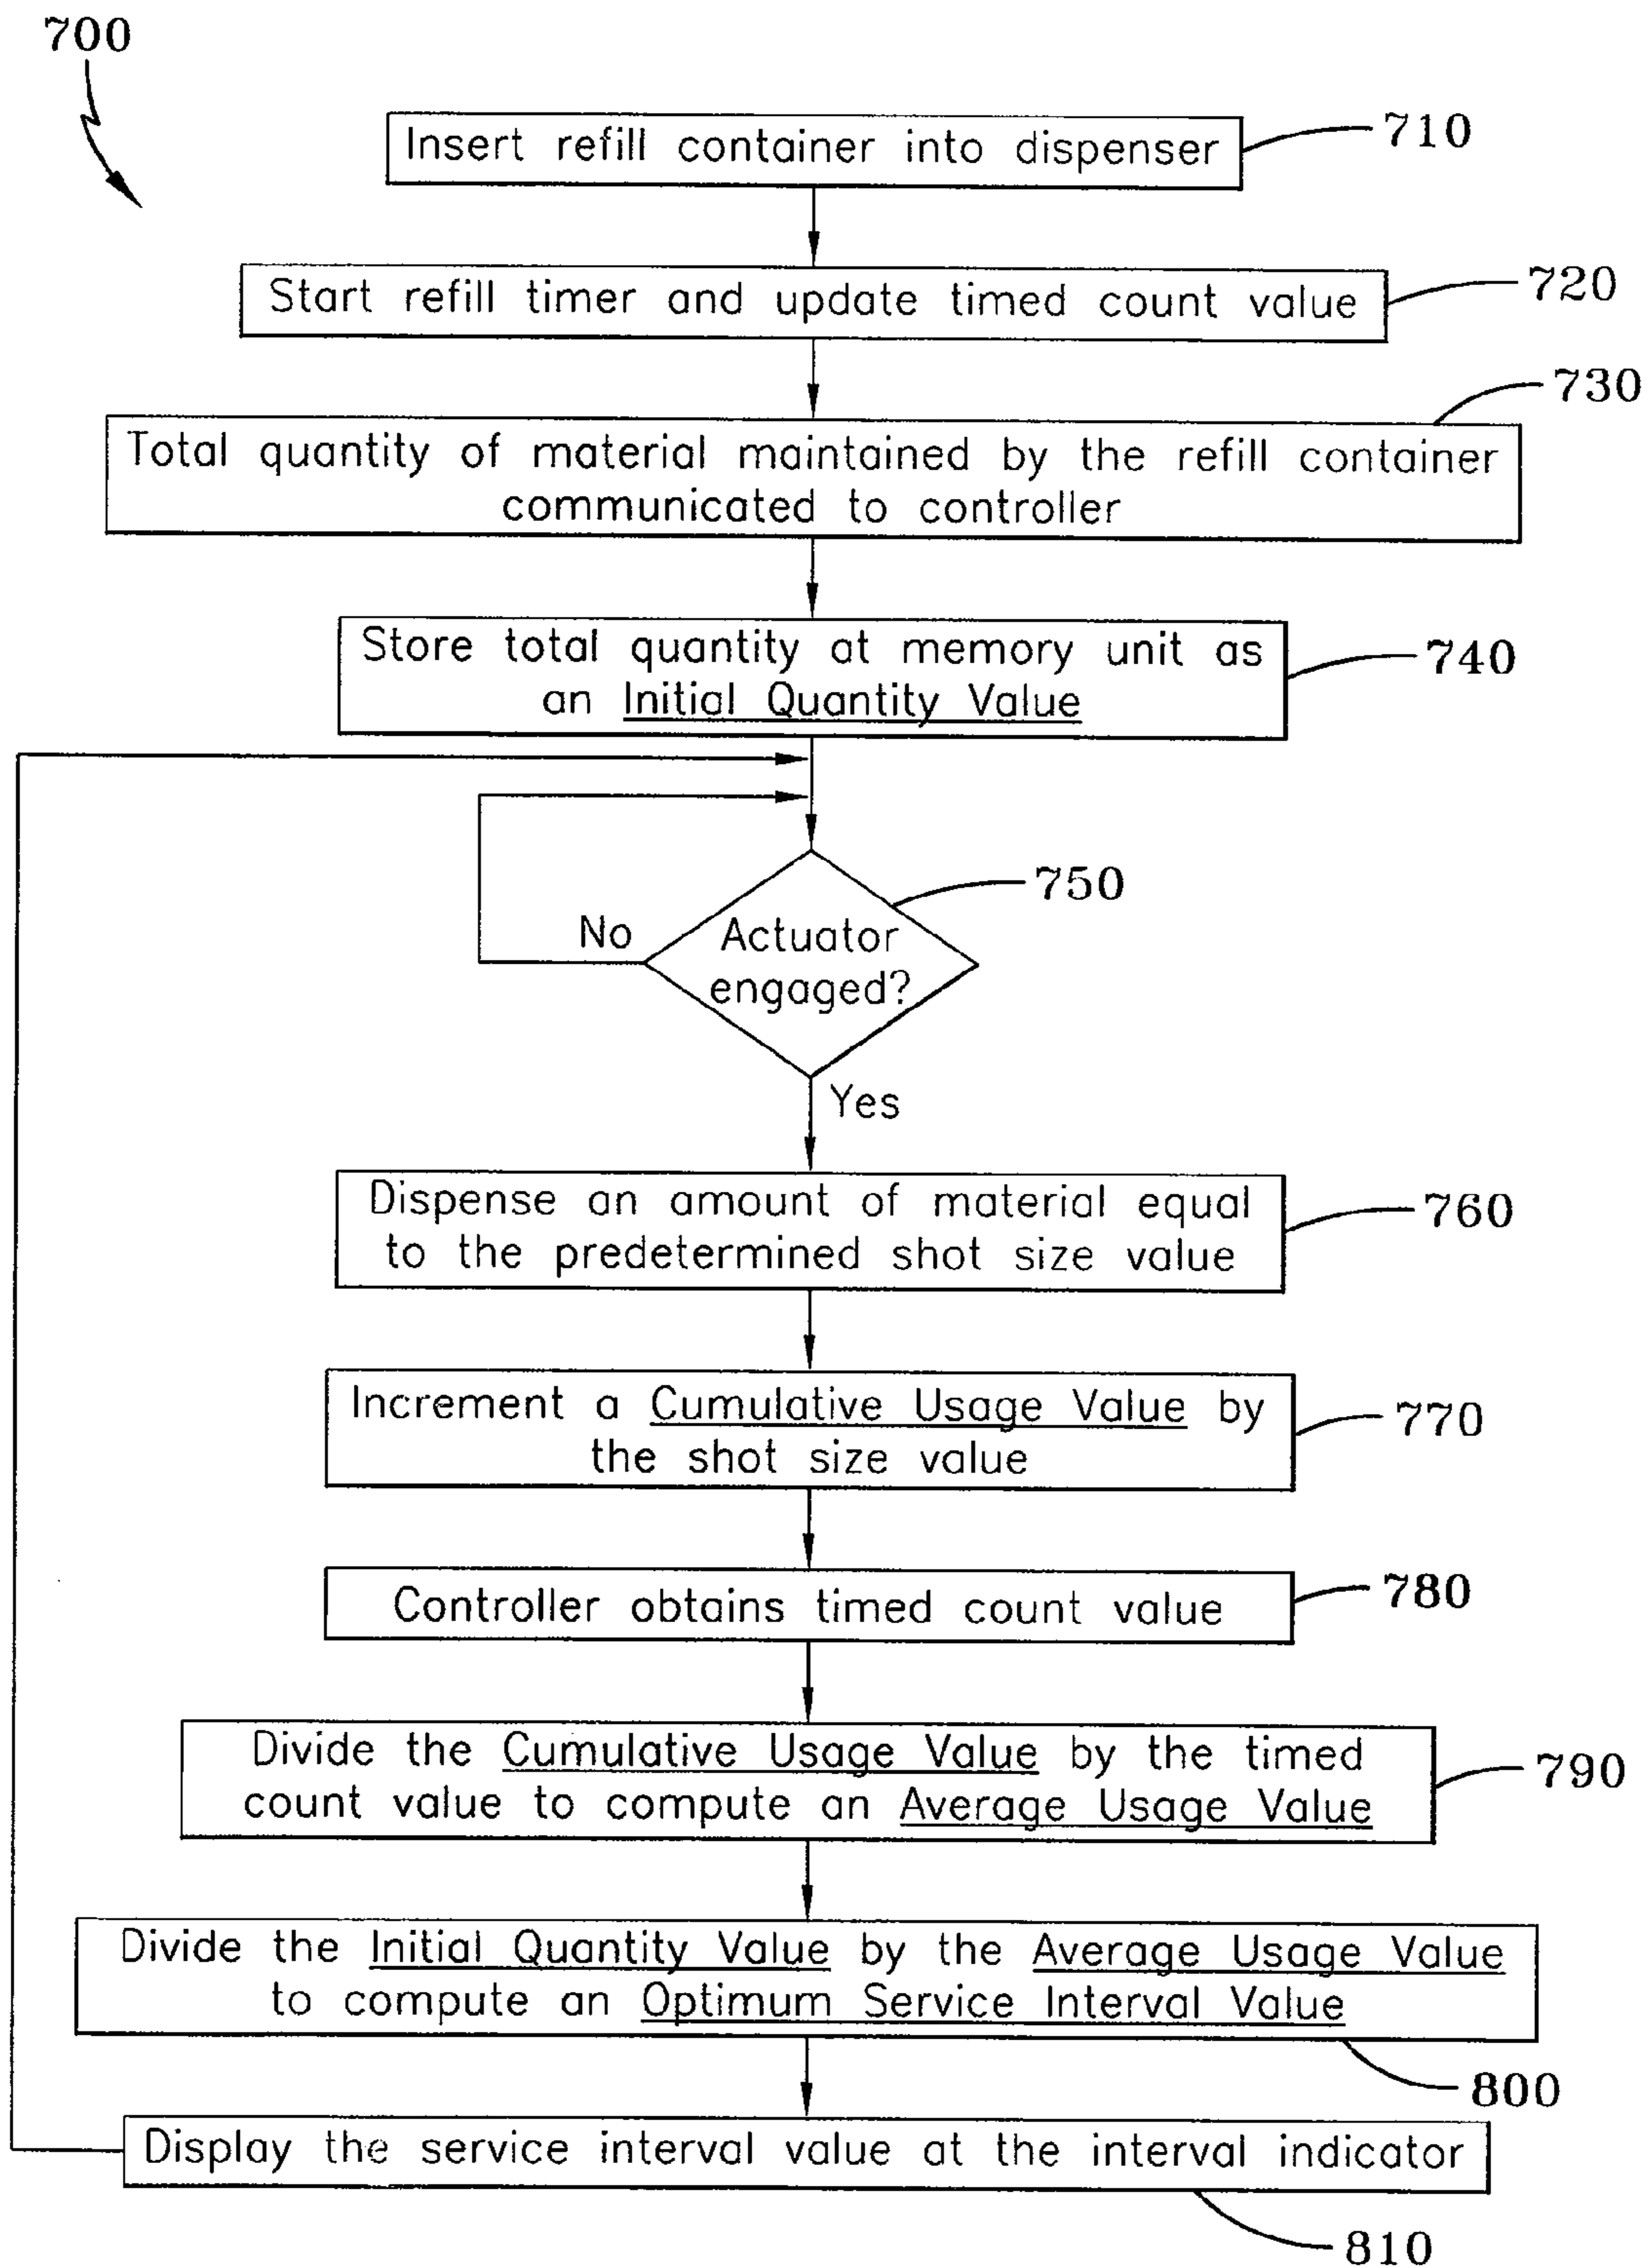 700
Insert refill container into dispenser
710
Start refill timer and update timed count value
720
730
Total quantity of material maintained by the refill container
communicated to controller
Store total quantity at memory unit as
an Initial Quantity Value
740
750
No
Actuator
engaged?
Yes
Dispense an amount of material equal
to the predetermined shot size value
760
Increment a Cumulative Usage Value by
the shot size value
770
Controller obtains timed count value
780
Divide the Cumulative Usage Value by the timed
count value to compute an Average Usage Value
790
Divide the Initial Quantity Value by the Average Usage Value
to compute an Optimum Service Interval Value
800
Display the service interval value at the interval indicator
810